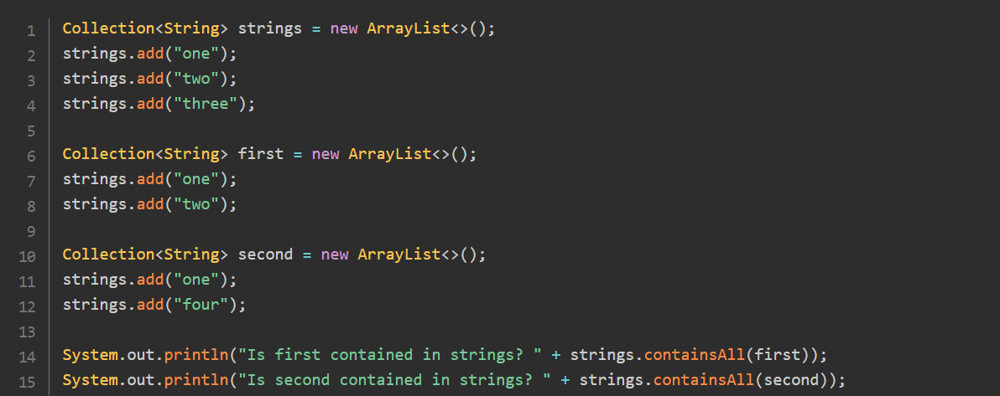 1 Collection<String> strings = new ArrayList<>();
2 strings.add("one");
3 strings.add("two");
4 strings.add("three");
5
6 Collection<String> first = new ArrayList<>();
7 strings.add("one");
8 strings.add("two");
9
10 Collection<String> second = new ArrayList<>();
11 strings.add("one");
12 strings.add("four");
13
14 System.out.println("Is first contained in strings? " + strings.containsAll(first));
15 System.out.println("Is second contained in strings? " + strings.containsAll(second));